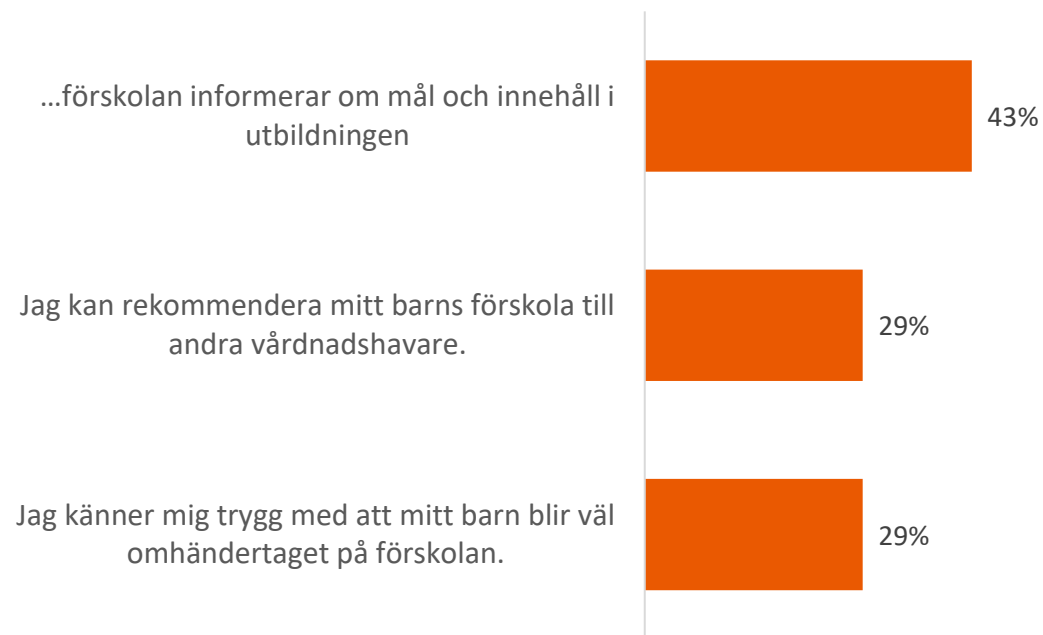 ...förskolan informerar om mål och innehåll i
utbildningen
43%
Jag kan rekommendera mitt barns förskola till
andra vårdnadshavare.
29%
Jag känner mig trygg med att mitt barn blir väl
omhändertaget på förskolan.
29%